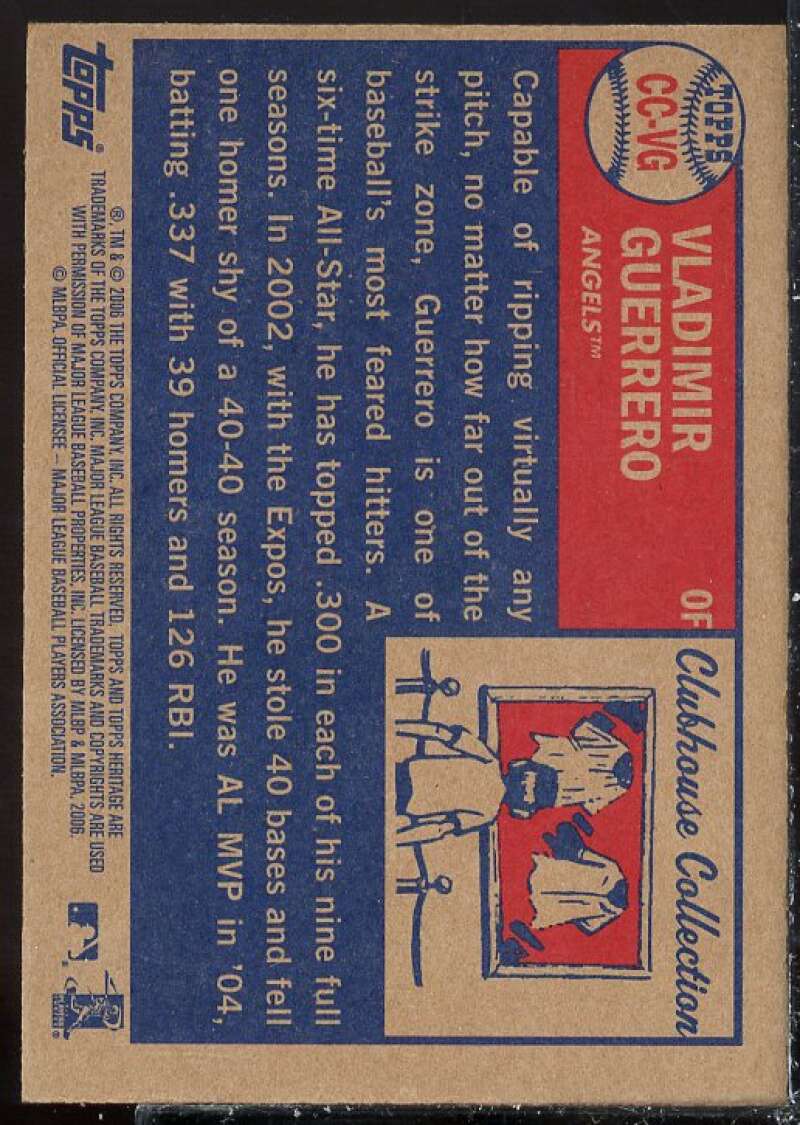 TOPPS
CC-VG
VLADIMIR
GUERRERO
OF
ANGELS™
Clubhouse Collection
Capable of ripping virtually any
pitch, no matter how far out of the
strike zone, Guerrero is one of
baseball's most feared hitters. A
six-time All-Star, he has topped .300 in each of his nine full
seasons. In 2002, with the Expos, he stole 40 bases and fell
one homer shy of a 40-40 season. He was AL MVP in '04,
batting .337 with 39 homers and 126 RBI.
topps®
®, TM & © 2006 THE TOPPS COMPANY, INC. ALL RIGHTS RESERVED. TOPPS AND TOPPS HERITAGE ARE
TRADEMARKS OF THE TOPPS COMPANY, INC. MAJOR LEAGUE BASEBALL TRADEMARKS AND COPYRIGHTS ARE USED
WITH PERMISSION OF MAJOR LEAGUE BASEBALL PROPERTIES, INC. LICENSED BY MLBP & MLBPA, 2006.
© MLBPA. OFFICIAL LICENSEE – MAJOR LEAGUE BASEBALL PLAYERS ASSOCIATION.